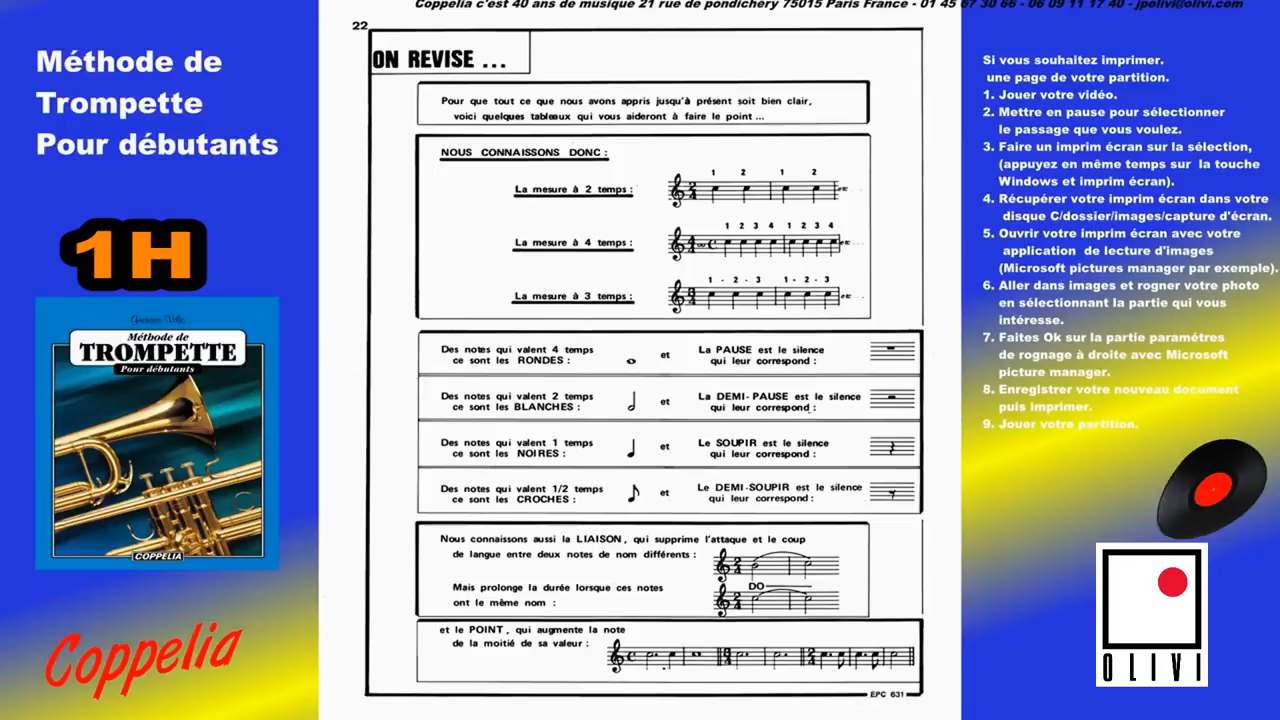 Coppelia c'est 40 ans de musique 21 rue de pondichéry 75015 Paris France - 01 45 67 30 66 - 06 09 11 17 40 - jpolivi@olivi.com
Méthode de
Trompette
Pour débutants
1H
Méthode de
TROMPETTE
Pour débutants
COPPELIA
Coppelia
22
ON REVISE ...
Pour que tout ce que nous avons appris jusqu'à présent soit bien clair,
voici quelques tableaux qui vous aideront à faire le point ...
NOUS CONNAISSONS DONC :
1 2 1 2
La mesure à 2 temps :
etc
1 2 3 4 1 2 3 4
La mesure à 4 temps :
ou
etc
1 - 2 - 3 1 - 2 - 3
La mesure à 3 temps :
etc
Des notes qui valent 4 temps
ce sont les RONDES :
et
La PAUSE est le silence
qui leur correspond :
Des notes qui valent 2 temps
ce sont les BLANCHES :
et
La DEMI-PAUSE est le silence
qui leur correspond :
Des notes qui valent 1 temps
ce sont les NOIRES :
et
Le SOUPIR est le silence
qui leur correspond :
Des notes qui valent 1/2 temps
ce sont les CROCHES :
et
Le DEMI-SOUPIR est le silence
qui leur correspond :
Nous connaissons aussi la LIAISON, qui supprime l'attaque et le coup
de langue entre deux notes de nom différents :
Mais prolonge la durée lorsque ces notes
ont le même nom :
DO
et le POINT, qui augmente la note
de la moitié de sa valeur :
EPC 631
Si vous souhaitez imprimer.
une page de votre partition.
1. Jouer votre vidéo.
2. Mettre en pause pour sélectionner
le passage que vous voulez.
3. Faire un imprim écran sur la sélection,
(appuyez en même temps sur la touche
Windows et imprim écran).
4. Récupérer votre imprim écran dans votre
disque C/dossier/images/capture d'écran.
5. Ouvrir votre imprim écran avec votre
application de lecture d'images
(Microsoft pictures manager par exemple).
6. Aller dans images et rogner votre photo
en sélectionnant la partie qui vous
intéresse.
7. Faites Ok sur la partie paramétres
de rognage à droite avec Microsoft
picture manager.
8. Enregistrer votre nouveau document
puis imprimer.
9. Jouer votre partition.
OLIVI